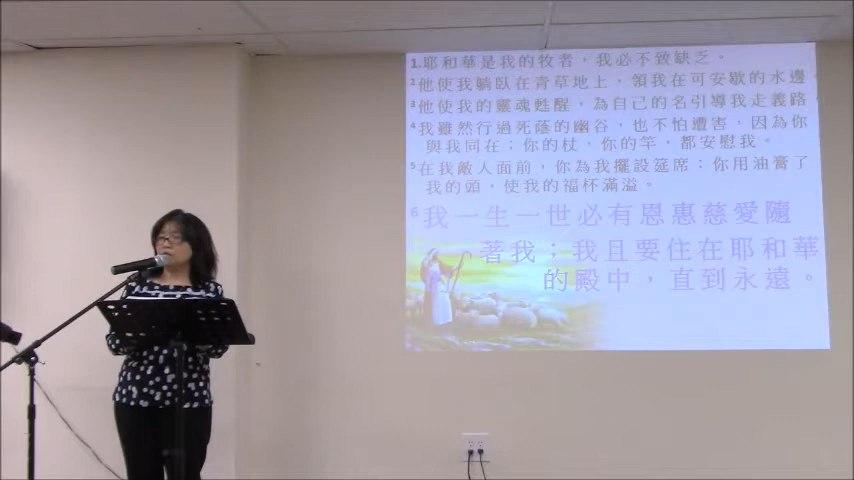 1.耶和華是我的牧者，我必不致缺乏。
2他使我躺臥在青草地上，領我在可安歇的水邊
3他使我的靈魂甦醒，為自己的名引導我走義路
4我雖然行過死蔭的幽谷，也不怕遭害，因為你
與我同在；你的杖，你的竿，都安慰我。
5在我敵人面前，你為我擺設筵席：你用油膏了
我的頭，使我的福杯滿溢。
6我一生一世必有恩惠慈愛隨
著我；我且要住在耶和華
的殿中，直到永遠。